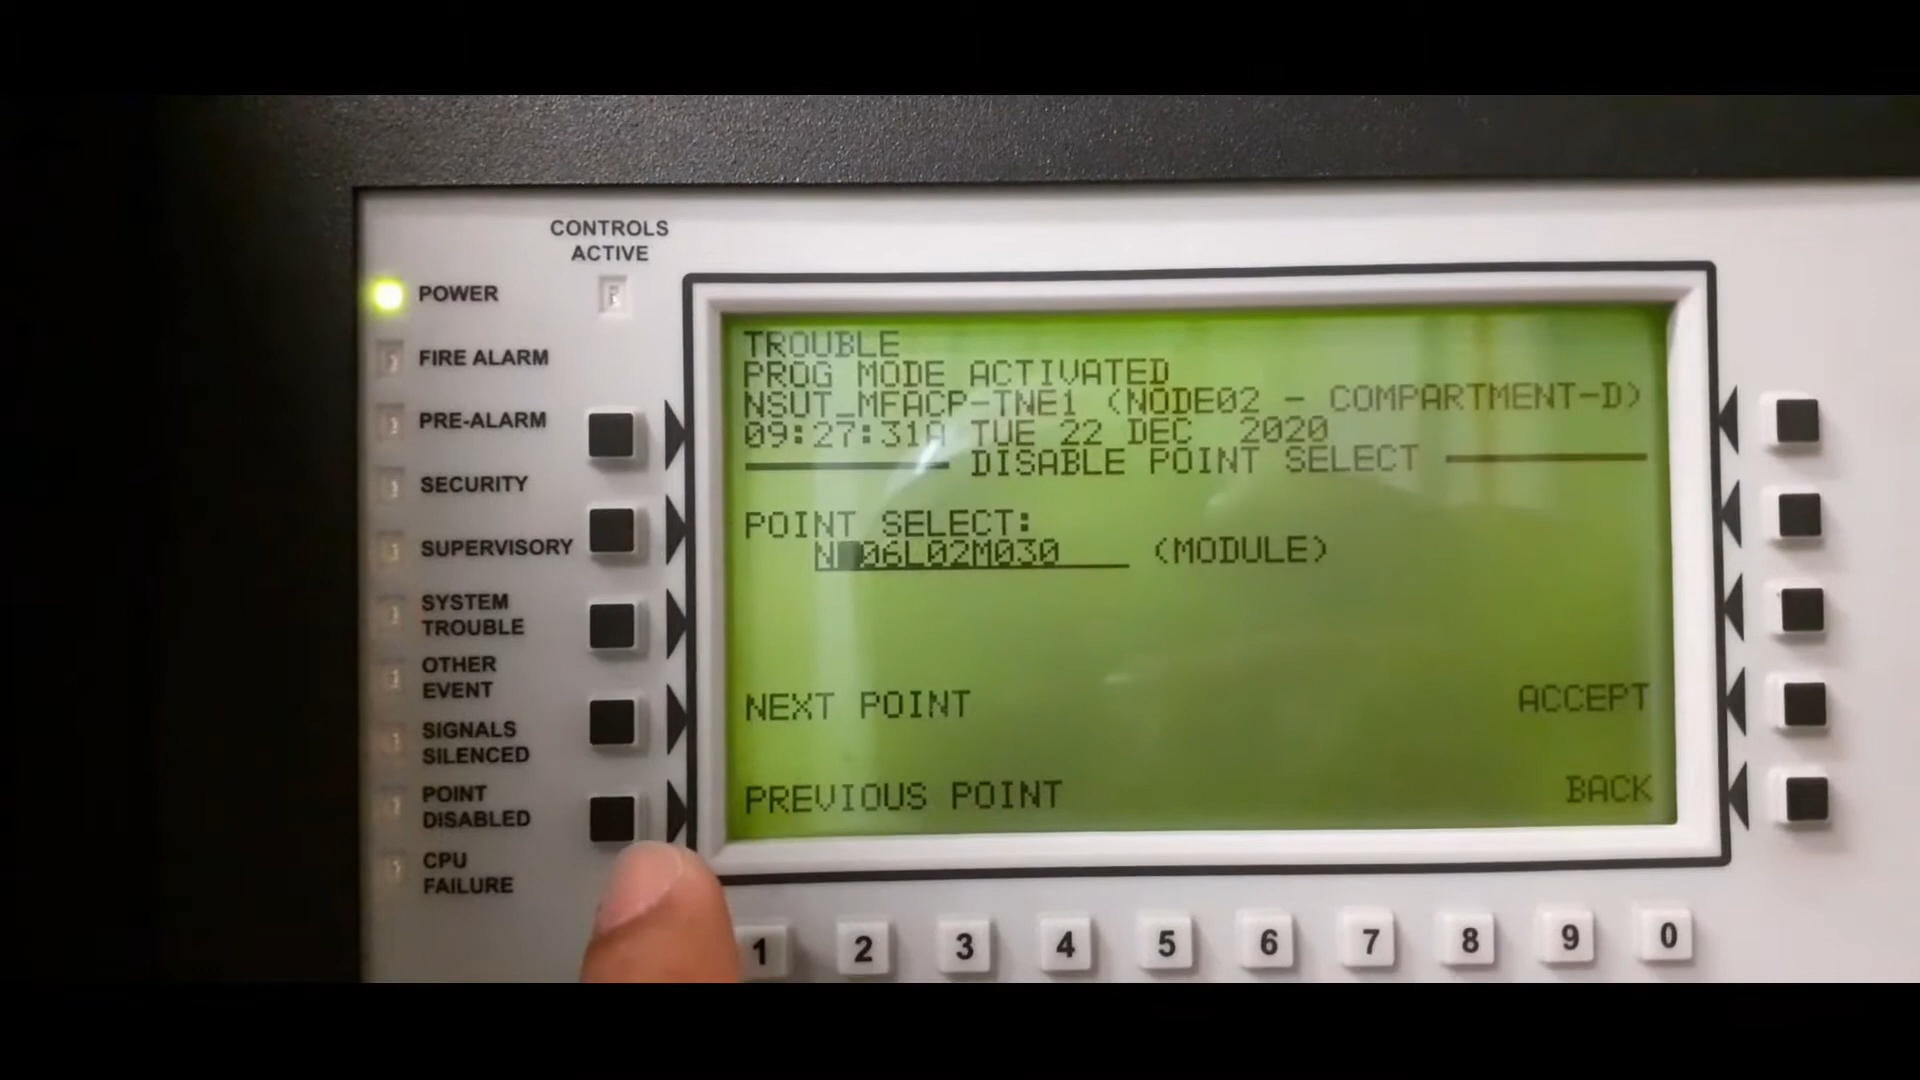 CONTROLS
ACTIVE
POWER
FIRE ALARM
PRE-ALARM
SECURITY
SUPERVISORY
SYSTEM
TROUBLE
OTHER
EVENT
SIGNALS
SILENCED
POINT
DISABLED
CPU
FAILURE
TROUBLE
PROG MODE ACTIVATED
NSUT_MFACP-TNE1 (NODE02 - COMPARTMENT-D)
09:27:31A TUE 22 DEC 2020
DISABLE POINT SELECT
POINT SELECT:
(MODULE)
NEXT POINT
ACCEPT
PREVIOUS POINT
BACK
1 2 3 4 5 6 7 8 9 0